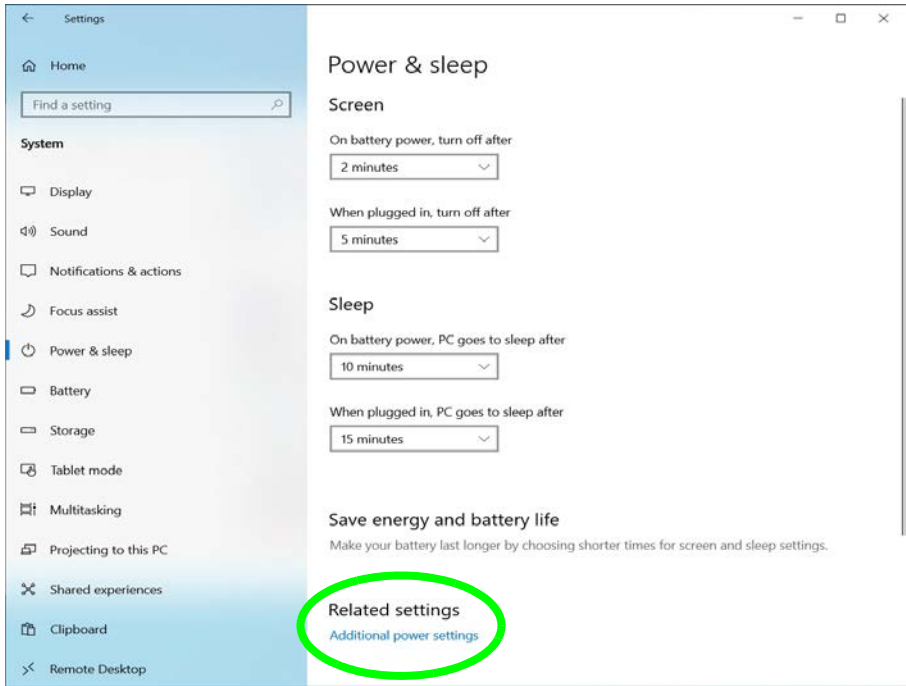 Settings
Home
Find a setting
System
Display
Sound
Notifications & actions
Focus assist
Power & sleep
Battery
Storage
Tablet mode
Multitasking
Projecting to this PC
Shared experiences
Clipboard
Remote Desktop
Power & sleep
Screen
On battery power, turn off after
2 minutes
When plugged in, turn off after
5 minutes
Sleep
On battery power, PC goes to sleep after
10 minutes
When plugged in, PC goes to sleep after
15 minutes
Save energy and battery life
Make your battery last longer by choosing shorter times for screen and sleep settings.
Related settings
Additional power settings